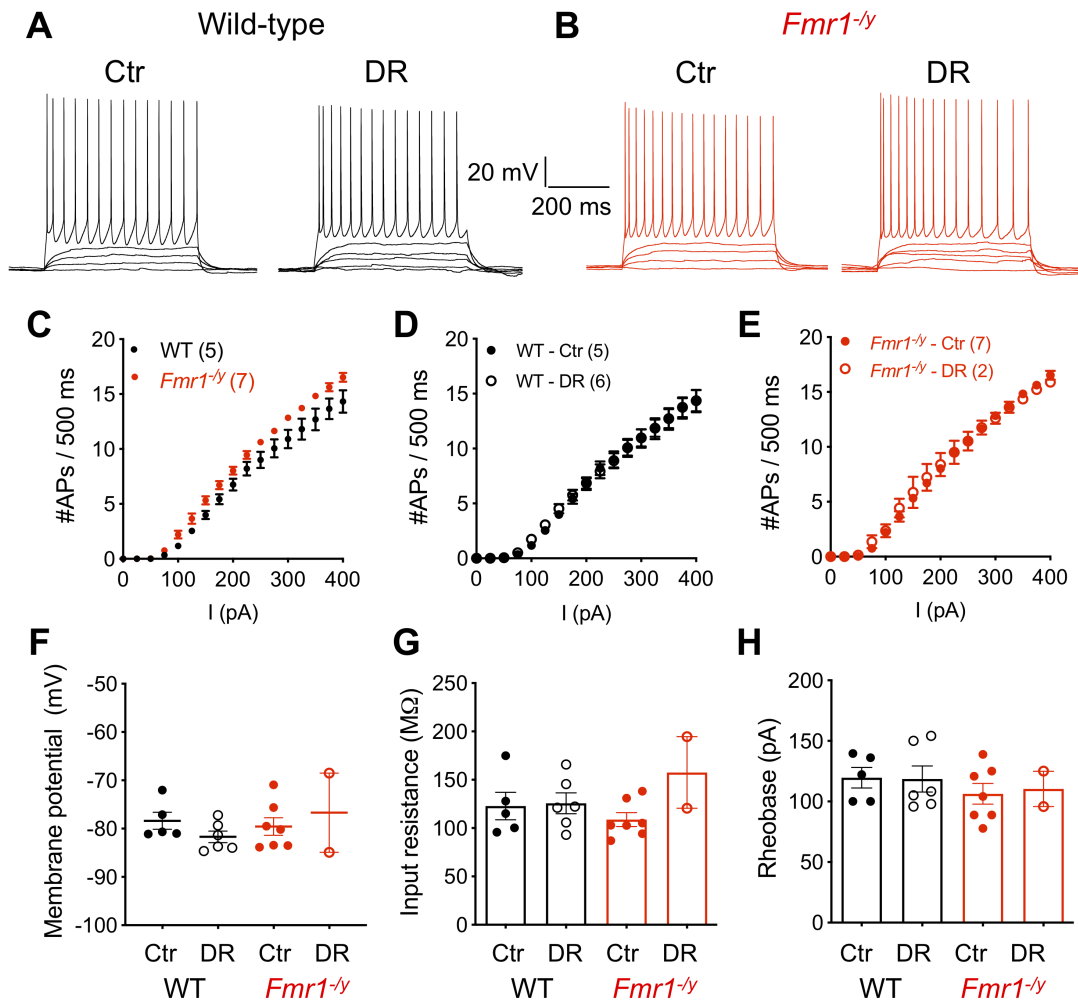 A Wild-type B Fmr1-/y
Ctr DR Ctr DR
20 mV
200 ms
C D E
20 15 10 5 0
#APs / 500 ms
WT (5)
Fmr1-/y (7)
0 100 200 300 400
I (pA)
20 15 10 5 0
#APs / 500 ms
WT - Ctr (5)
WT - DR (6)
0 100 200 300 400
I (pA)
20 15 10 5 0
#APs / 500 ms
Fmr1-/y - Ctr (7)
Fmr1-/y - DR (2)
0 100 200 300 400
I (pA)
F G H
-50 -60 -70 -80 -90 -100
Membrane potential (mV)
Ctr DR Ctr DR
WT Fmr1-/y
250 200 150 100 50 0
Input resistance (MΩ)
Ctr DR Ctr DR
WT Fmr1-/y
200 150 100 50 0
Rheobase (pA)
Ctr DR Ctr DR
WT Fmr1-/y